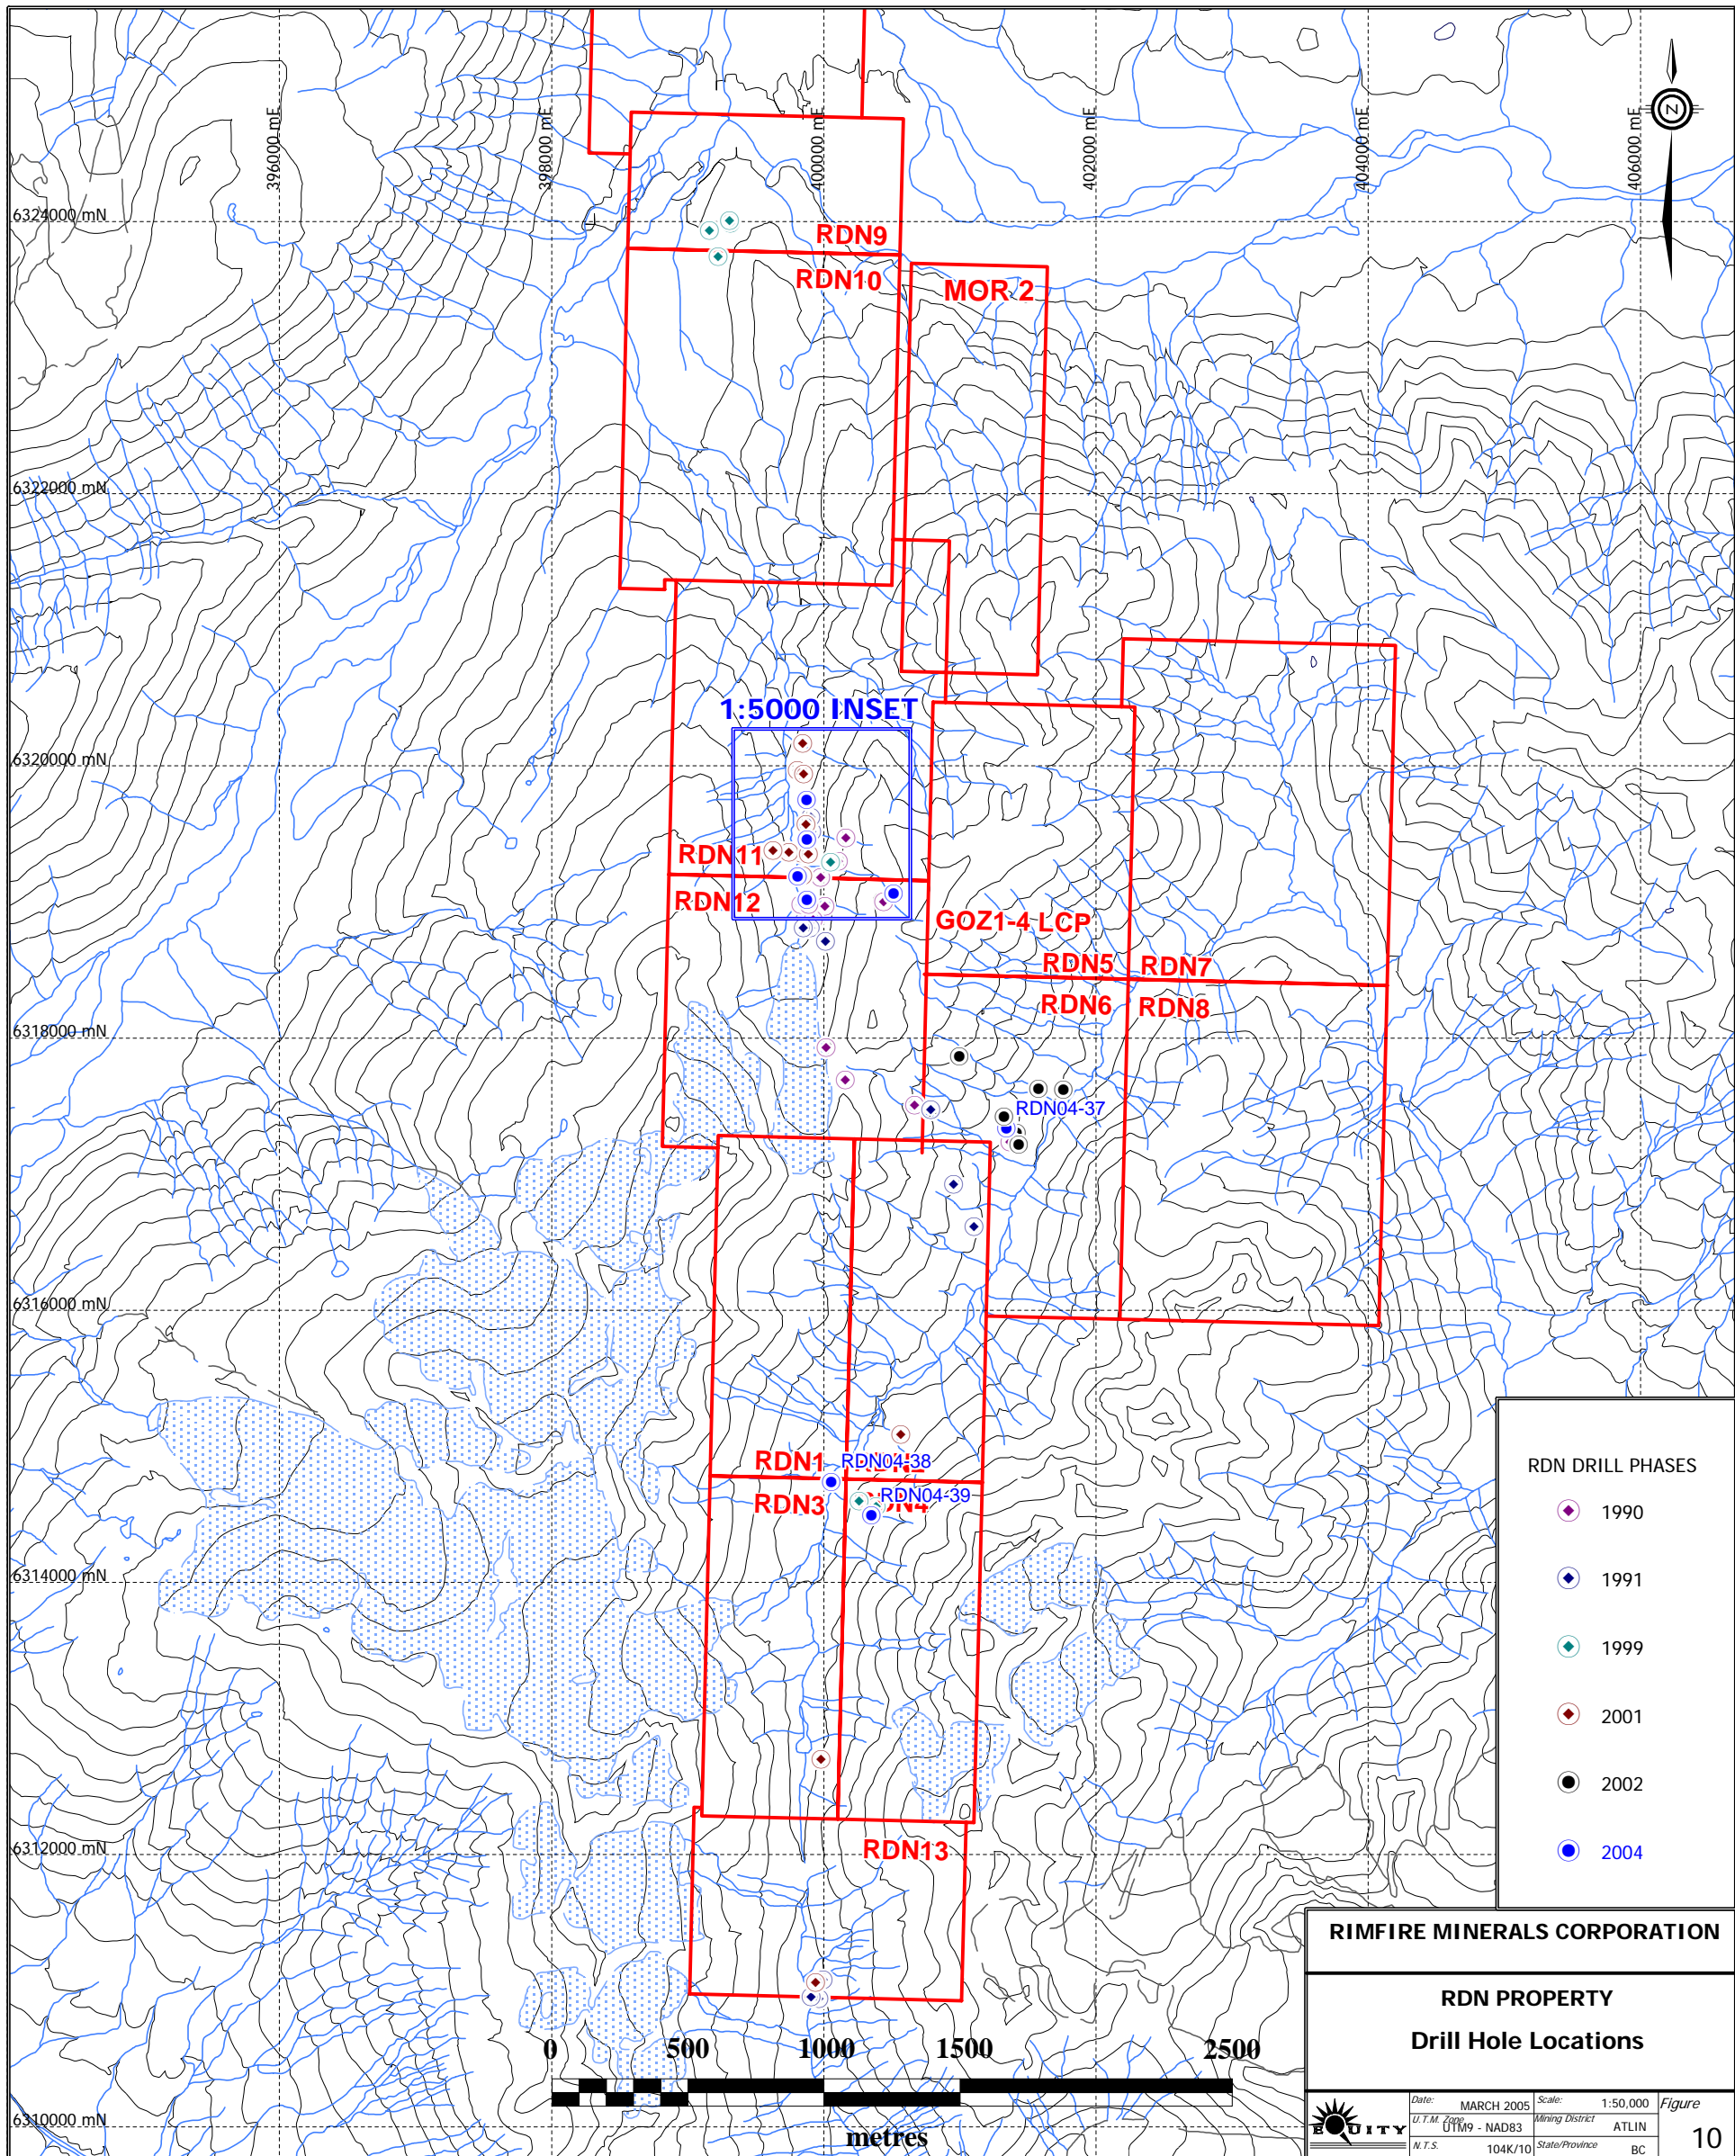 396000 mE
398000 mE
400000 mE
402000 mE
404000 mE
406000 mE
N
6324000 mN
RDN9
RDN10
MOR 2
6322000 mN
1:5000 INSET
6320000 mN
RDN11
RDN12
GOZ1-4 LCP
RDN5
RDN7
RDN6
RDN8
6318000 mN
RDN04-37
6316000 mN
RDN1
RDN04-38
RDN3
RDN04-39
6314000 mN
RDN DRILL PHASES
1990
1991
1999
2001
2002
2004
6312000 mN
RDN13
RIMFIRE MINERALS CORPORATION
RDN PROPERTY
Drill Hole Locations
0 500 1000 1500 2500
metres
6310000 mN
EQUITY
Date: MARCH 2005
Scale: 1:50,000
Figure
U.T.M. Zone UTM9 - NAD83
Mining District ATLIN
10
N.T.S. 104K/10
State/Province BC